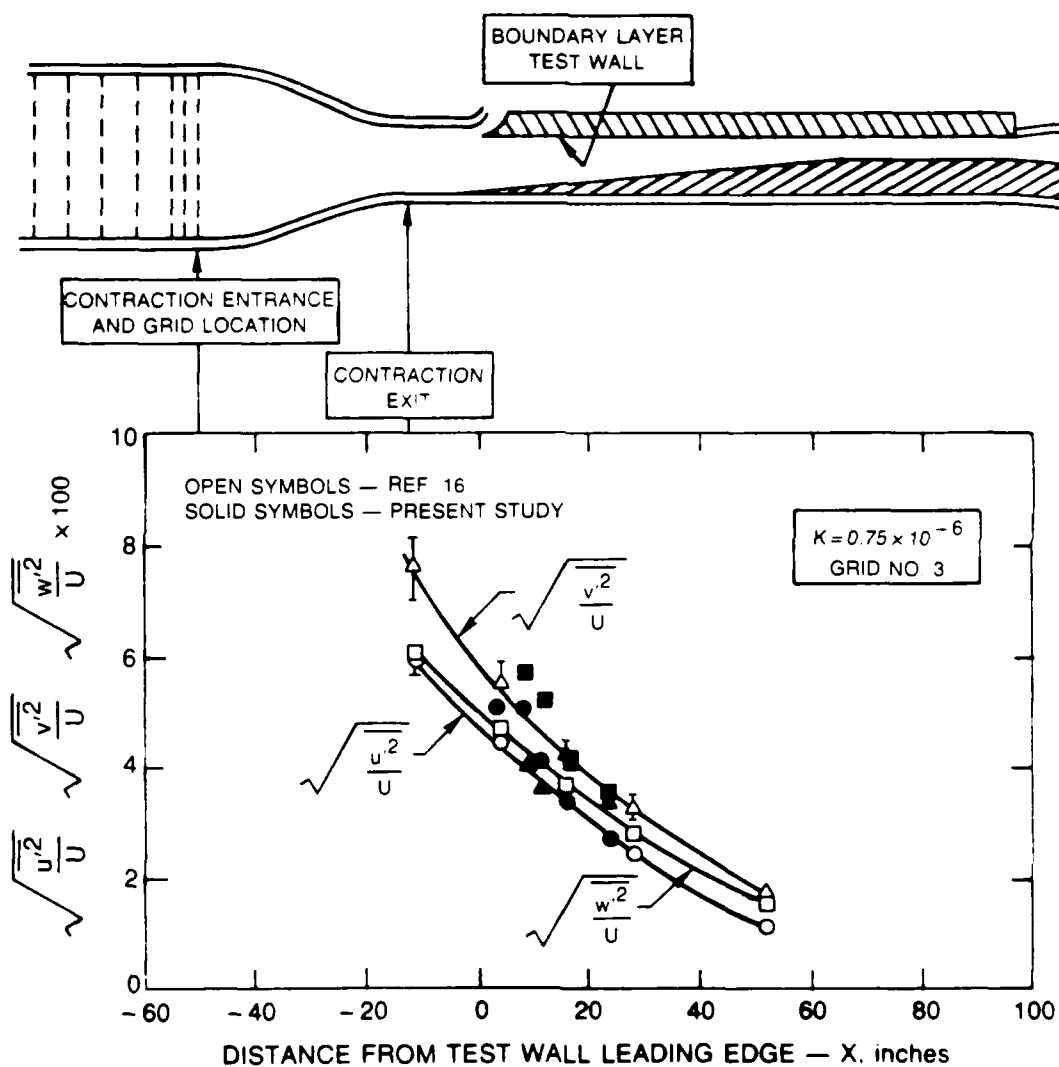 BOUNDARY LAYER
TEST WALL
CONTRACTION ENTRANCE
AND GRID LOCATION
CONTRACTION
EXIT
OPEN SYMBOLS — REF 16
SOLID SYMBOLS — PRESENT STUDY
K = 0.75 × 10⁻⁶
GRID NO. 3
√v'²/U
√u'²/U
√w'²/U
√u'²/U √v'²/U √w'²/U × 100
10
8
6
4
2
0
-60 -40 -20 0 20 40 60 80 100
DISTANCE FROM TEST WALL LEADING EDGE — X, inches